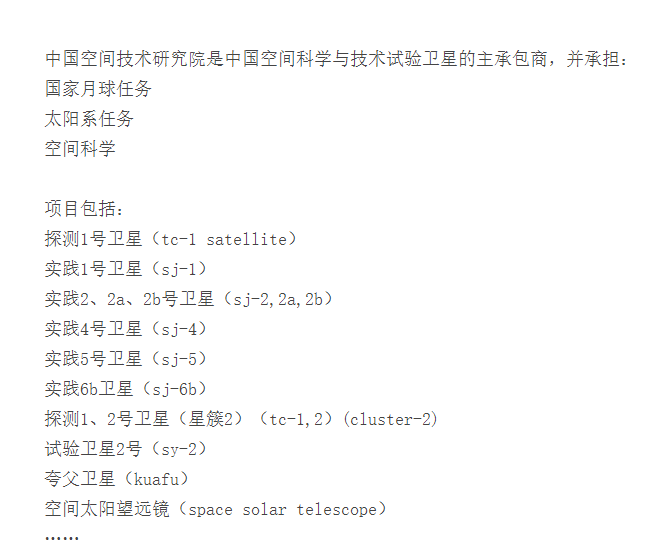 中国空间技术研究院是中国空间科学与技术试验卫星的主承包商，并承担：
国家月球任务
太阳系任务
空间科学
项目包括：
探测1号卫星（tc-1 satellite）
实践1号卫星（sj-1）
实践2、2a、2b号卫星（sj-2,2a,2b）
实践4号卫星（sj-4）
实践5号卫星（sj-5）
实践6b卫星（sj-6b）
探测1、2号卫星（星簇2）（tc-1,2）(cluster-2)
试验卫星2号（sy-2）
夸父卫星（kuafu）
空间太阳望远镜（space solar telescope）
……